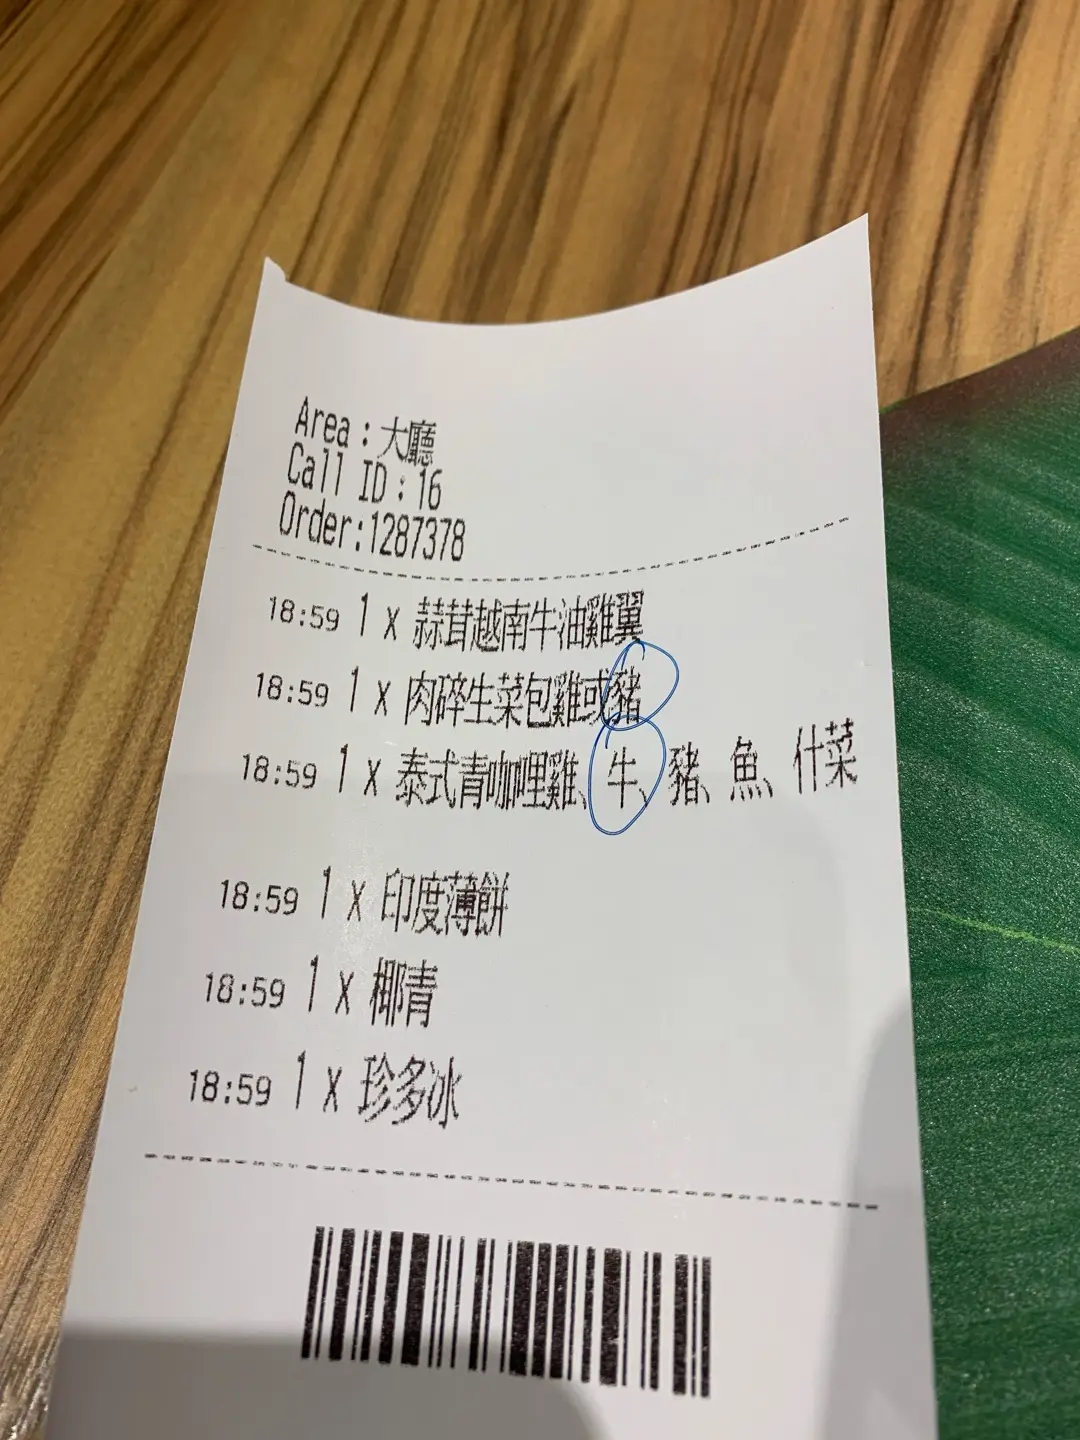 Area：大廳
Call ID：16
Order:1287378
18:59 1 x 蒜茸越南牛油雞翼
18:59 1 x 肉碎生菜包雞或豬
18:59 1 x 泰式青咖哩雞、牛、豬、魚、什菜
18:59 1 x 印度薄餅
18:59 1 x 椰青
18:59 1 x 珍多冰